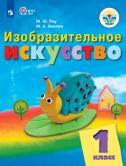 М. Ю. Рау
М. А. Зыкова
Изобразительное
ИСКУССТВО
1
КЛАСС